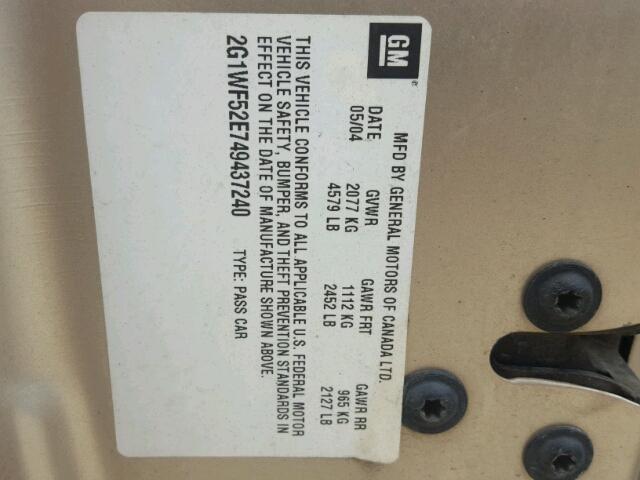 GM
MFD BY GENERAL MOTORS OF CANADA LTD.
DATE GVWR GAWR FRT GAWR RR
05/04 2077 KG 1112 KG 965 KG
4579 LB 2452 LB 2127 LB
THIS VEHICLE CONFORMS TO ALL APPLICABLE U.S. FEDERAL MOTOR
VEHICLE SAFETY, BUMPER, AND THEFT PREVENTION STANDARDS IN
EFFECT ON THE DATE OF MANUFACTURE SHOWN ABOVE.
2G1WF52E749437240 TYPE: PASS CAR